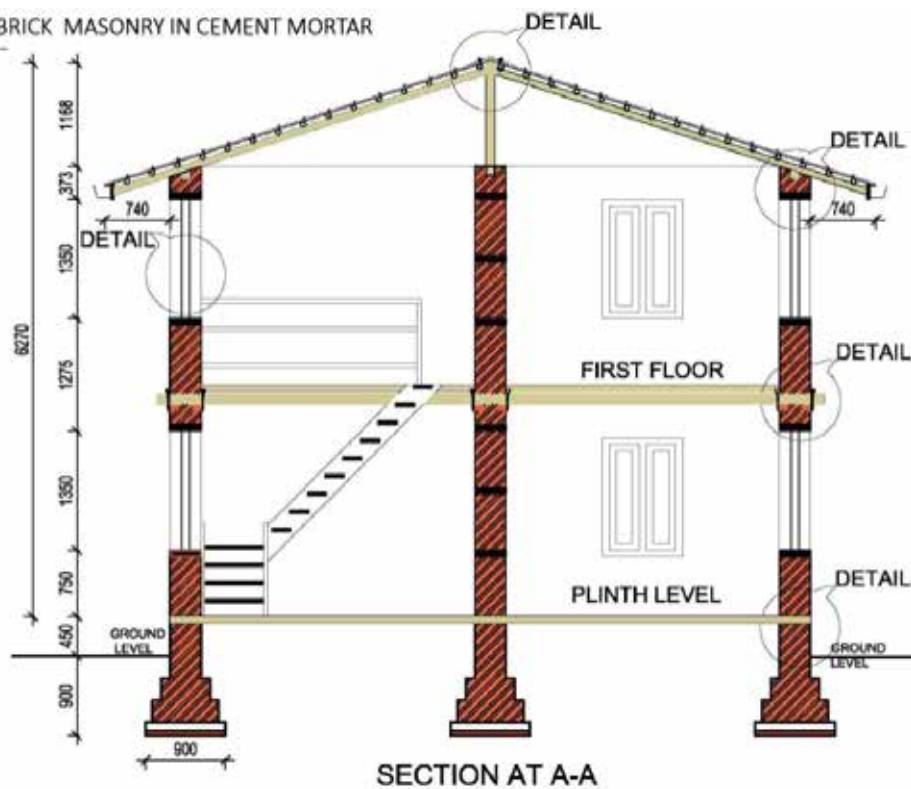 BRICK MASONRY IN CEMENT MORTAR
DETAIL
1168
DETAIL
373
740
740
DETAIL
1350
6270
1275
FIRST FLOOR
DETAIL
1350
750
PLINTH LEVEL
DETAIL
450
GROUND
LEVEL
GROUND
LEVEL
900
900
SECTION AT A-A